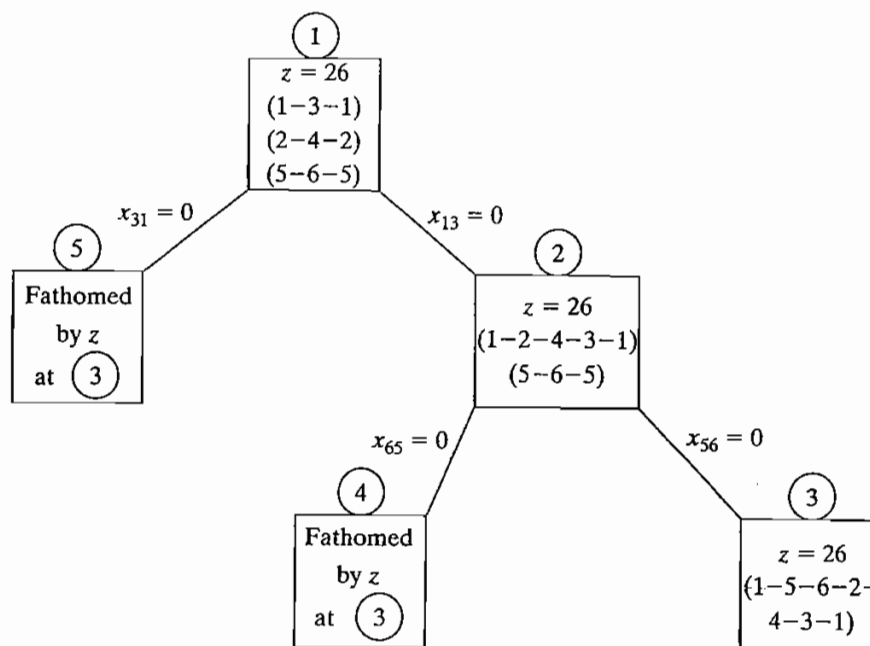 1
z = 26
(1–3–1)
(2–4–2)
(5–6–5)
x₃₁ = 0
x₁₃ = 0
5
Fathomed
by z
at 3
2
z = 26
(1–2–4–3–1)
(5–6–5)
x₆₅ = 0
x₅₆ = 0
4
Fathomed
by z
at 3
3
z = 26
(1–5–6–2–
4–3–1)